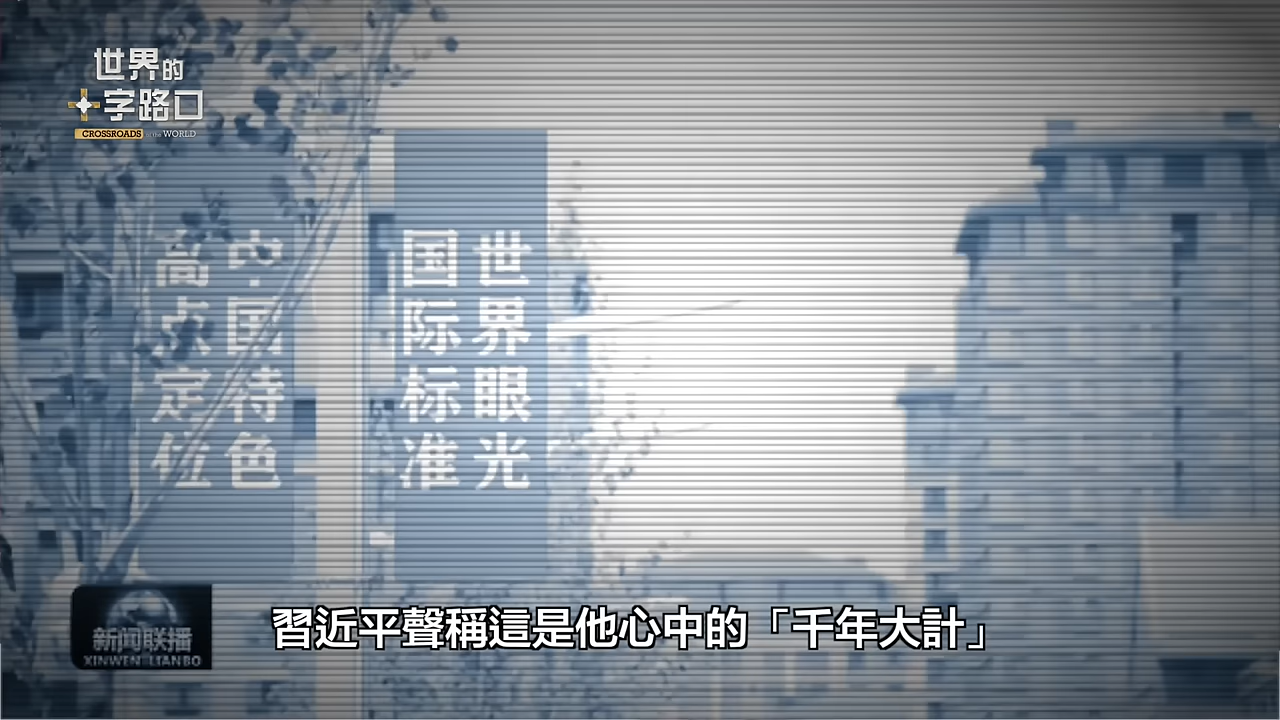 世界的
十字路口
CROSSROADS of the WORLD
世界眼光
国际标准
中国特色
高点定位
新闻联播
XINWEN LIANBO
習近平聲稱這是他心中的「千年大計」